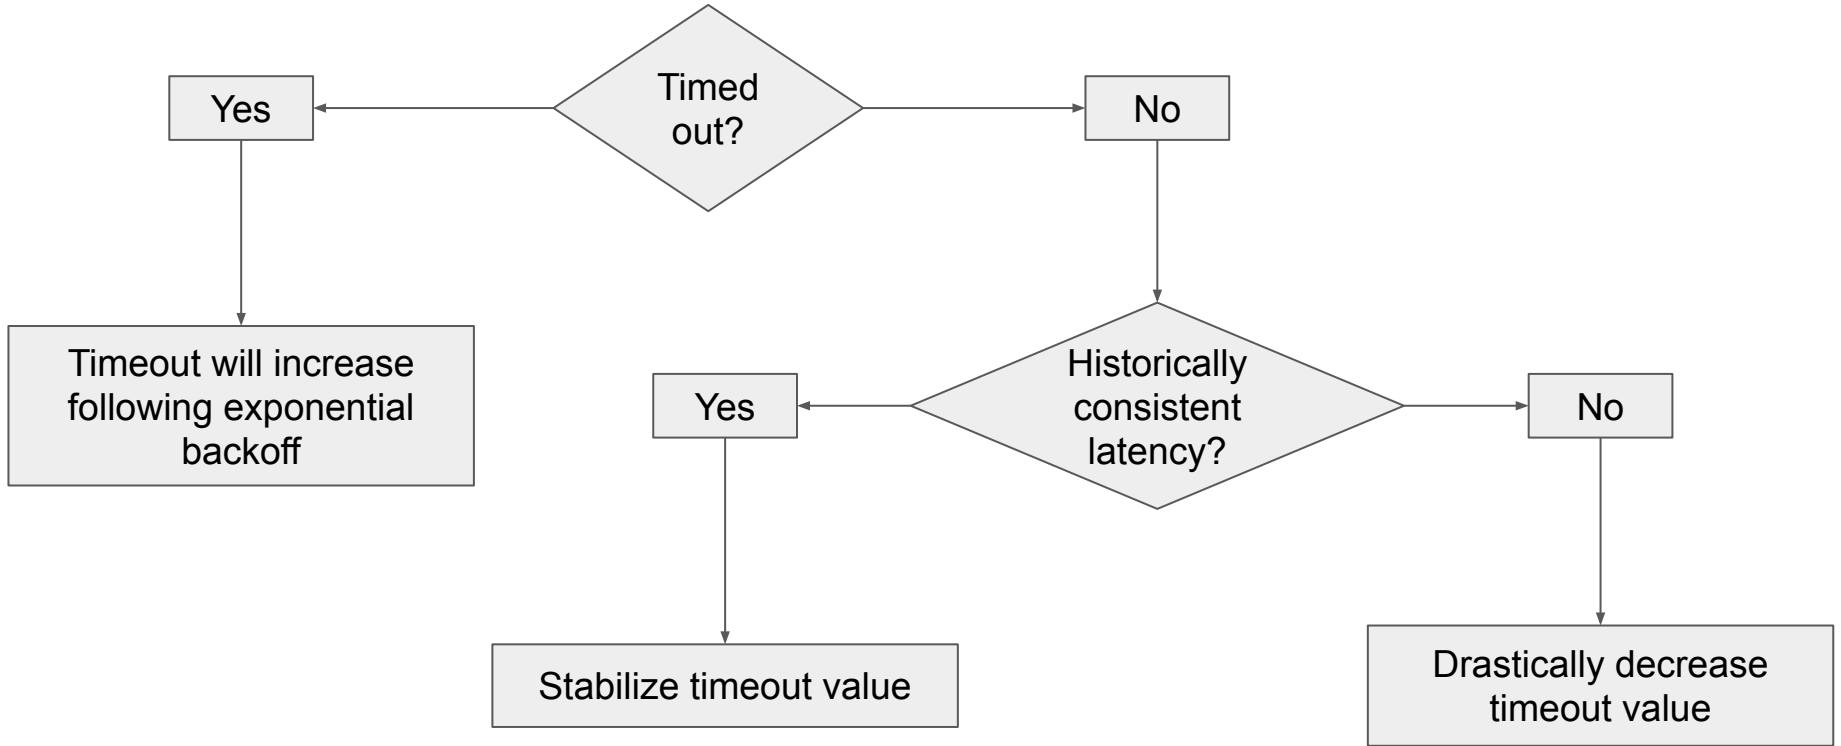 Timed
out?
Yes
No
Timeout will increase
following exponential
backoff
Historically
consistent
latency?
Yes
No
Stabilize timeout value
Drastically decrease
timeout value